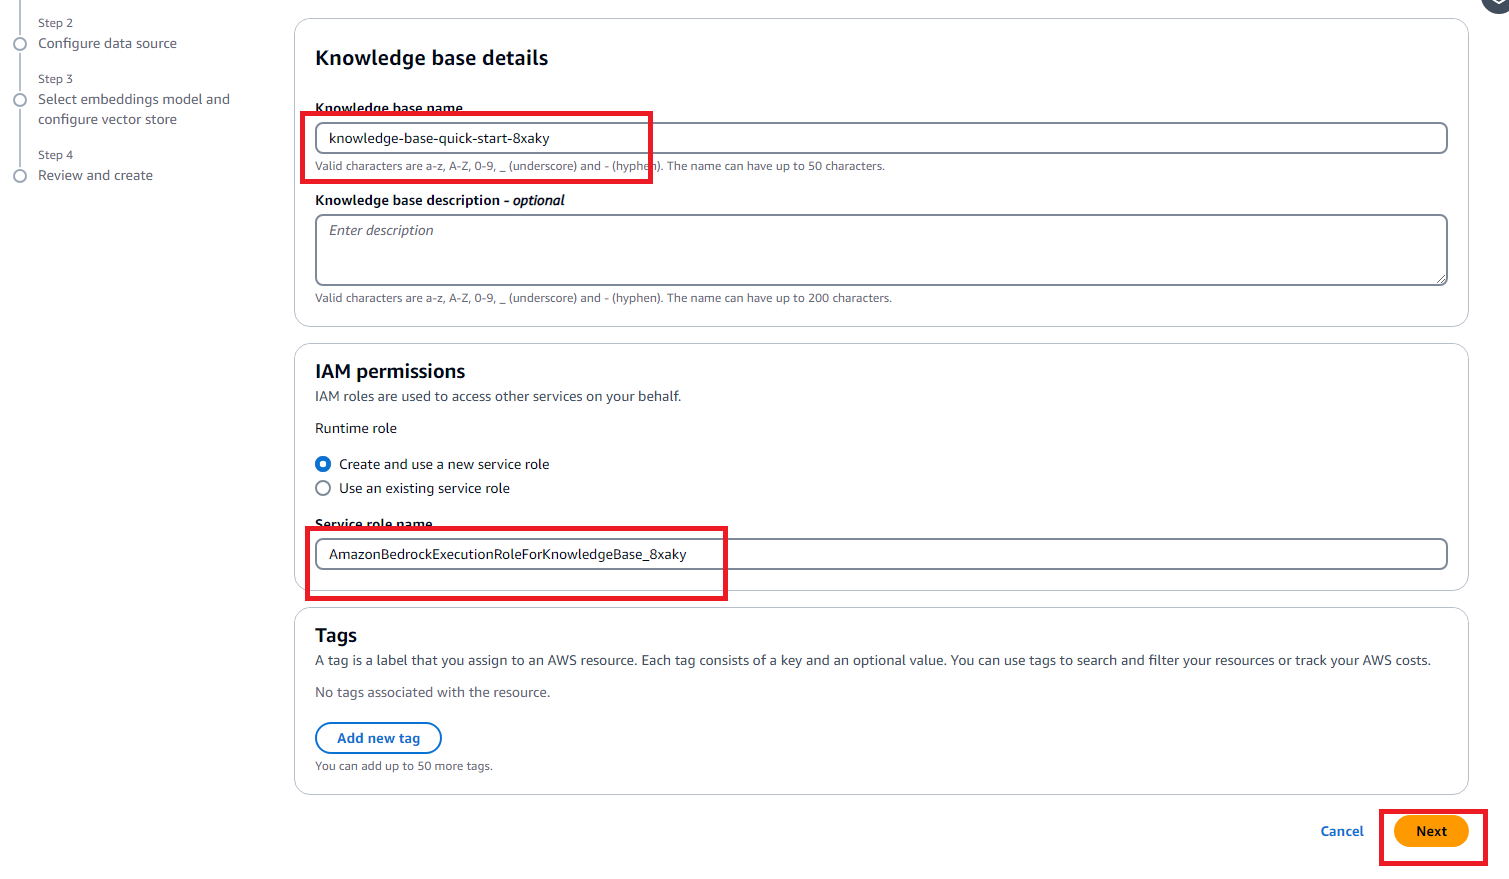 Step 2
Configure data source
Step 3
Select embeddings model and
configure vector store
Step 4
Review and create
Knowledge base details
Knowledge base name
knowledge-base-quick-start-8xaky
Valid characters are a-z, A-Z, 0-9, _ (underscore) and - (hyphen). The name can have up to 50 characters.
Knowledge base description - optional
Enter description
Valid characters are a-z, A-Z, 0-9, _ (underscore) and - (hyphen). The name can have up to 200 characters.
IAM permissions
IAM roles are used to access other services on your behalf.
Runtime role
Create and use a new service role
Use an existing service role
Service role name
AmazonBedrockExecutionRoleForKnowledgeBase_8xaky
Tags
A tag is a label that you assign to an AWS resource. Each tag consists of a key and an optional value. You can use tags to search and filter your resources or track your AWS costs.
No tags associated with the resource.
Add new tag
You can add up to 50 more tags.
Cancel
Next